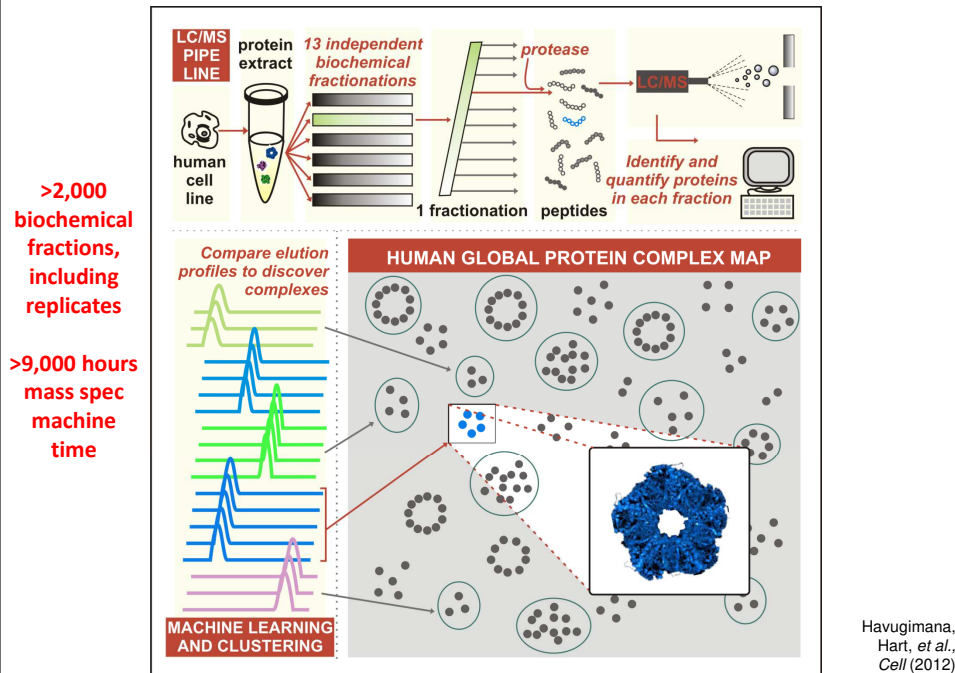 >2,000
biochemical
fractions,
including
replicates
>9,000 hours
mass spec
machine
time
LC/MS
PIPE
LINE
protein
extract
13 independent
biochemical
fractionations
protease
LC/MS
human
cell
line
1 fractionation
peptides
Identify and
quantify proteins
in each fraction
Compare elution
profiles to discover
complexes
HUMAN GLOBAL PROTEIN COMPLEX MAP
MACHINE LEARNING
AND CLUSTERING
Havugimana,
Hart, et al.,
Cell (2012)